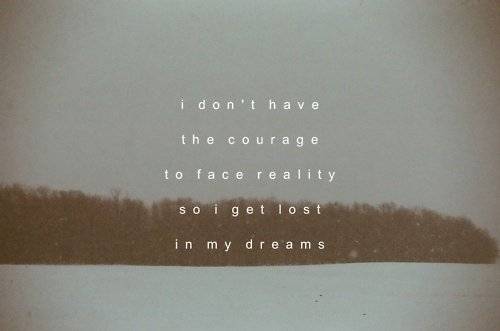 i don't have
the courage
to face reality
so i get lost
in my dreams